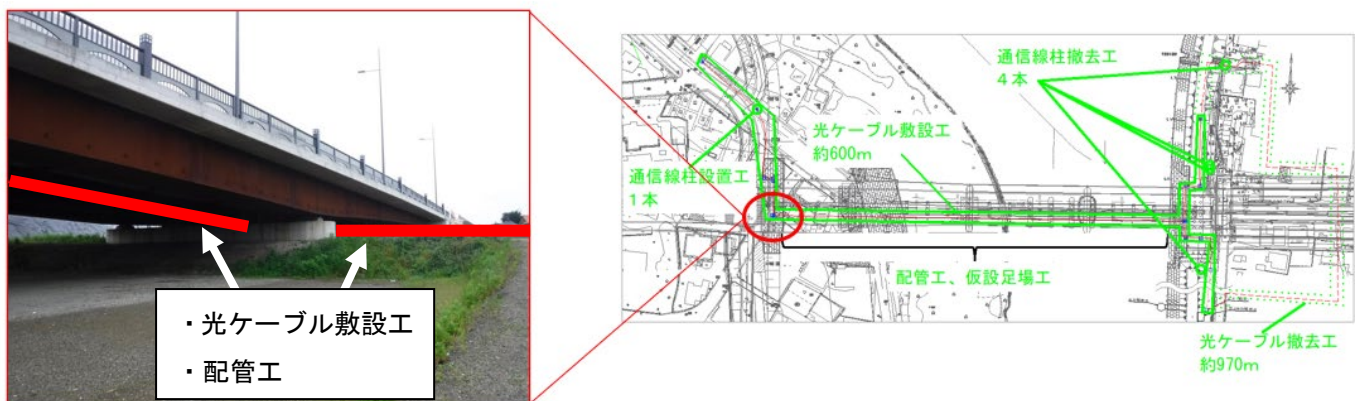 ・光ケーブル敷設工
・配管工
通信線柱撤去工
4本
光ケーブル敷設工
約600m
通信線柱設置工
1本
配管工、仮設足場工
光ケーブル撤去工
約970m